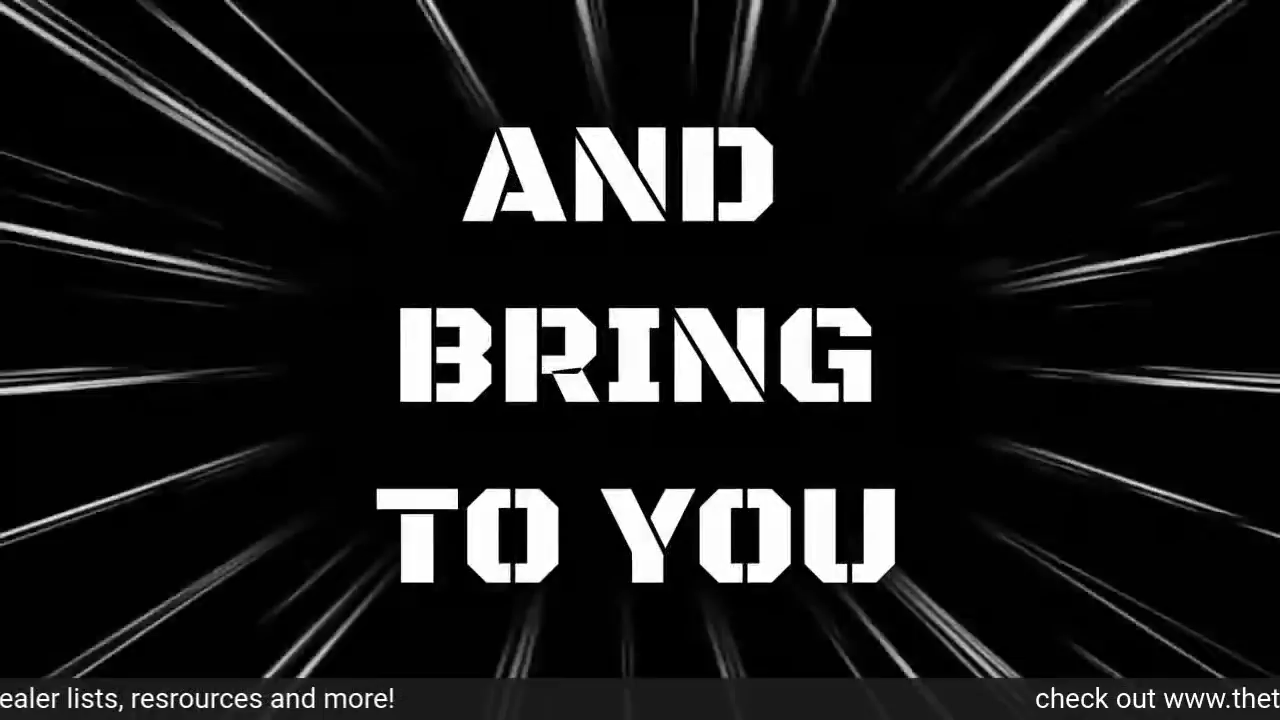 AND
BRING
TO YOU
ealer lists, resrources and more! check out www.thet